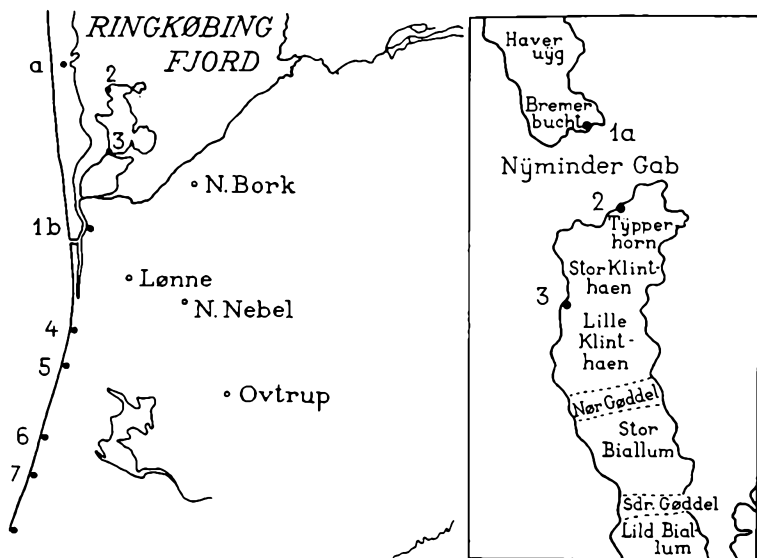 RINGKØBING
FJORD
a
2
3
N. Bork
1b
Lønne
N. Nebel
4
5
Ovtrup
6
7
Haver
uÿg
Bremer
bucht
1a
Nÿminder Gab
2
Tÿpper
horn
Stor Klint-
haen
3
Lille
Klint-
haen
Nør Gøddel
Stor
Biallum
Sdr. Gøddel
Lild Bial-
lum